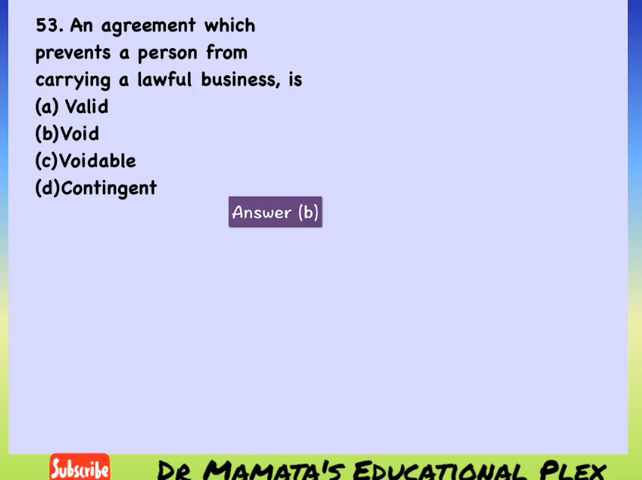 53. An agreement which
prevents a person from
carrying a lawful business, is
(a) Valid
(b)Void
(c)Voidable
(d)Contingent
Answer (b)
Subscribe
DR MAMATA'S EDUCATIONAL PLEX